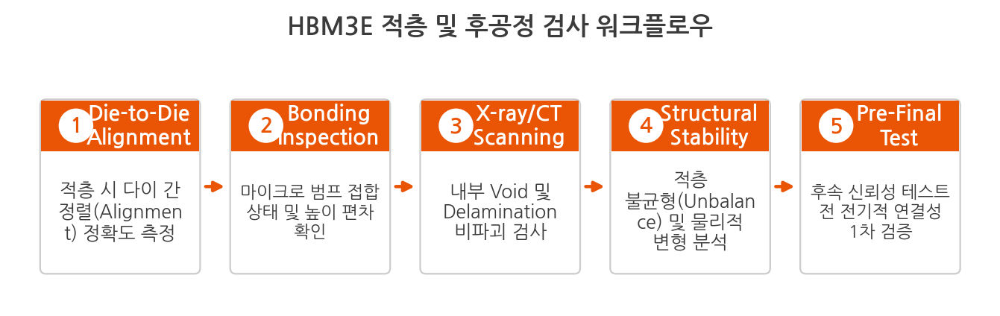 HBM3E 적층 및 후공정 검사 워크플로우
1
Die-to-Die
Alignment
적층 시 다이 간
정렬(Alignmen
t) 정확도 측정
2
Bonding
Inspection
마이크로 범프 접합
상태 및 높이 편차
확인
3
X-ray/CT
Scanning
내부 Void 및
Delamination
비파괴 검사
4
Structural
Stability
적층
불균형(Unbalan
ce) 및 물리적
변형 분석
5
Pre-Final
Test
후속 신뢰성 테스트
전 전기적 연결성
1차 검증